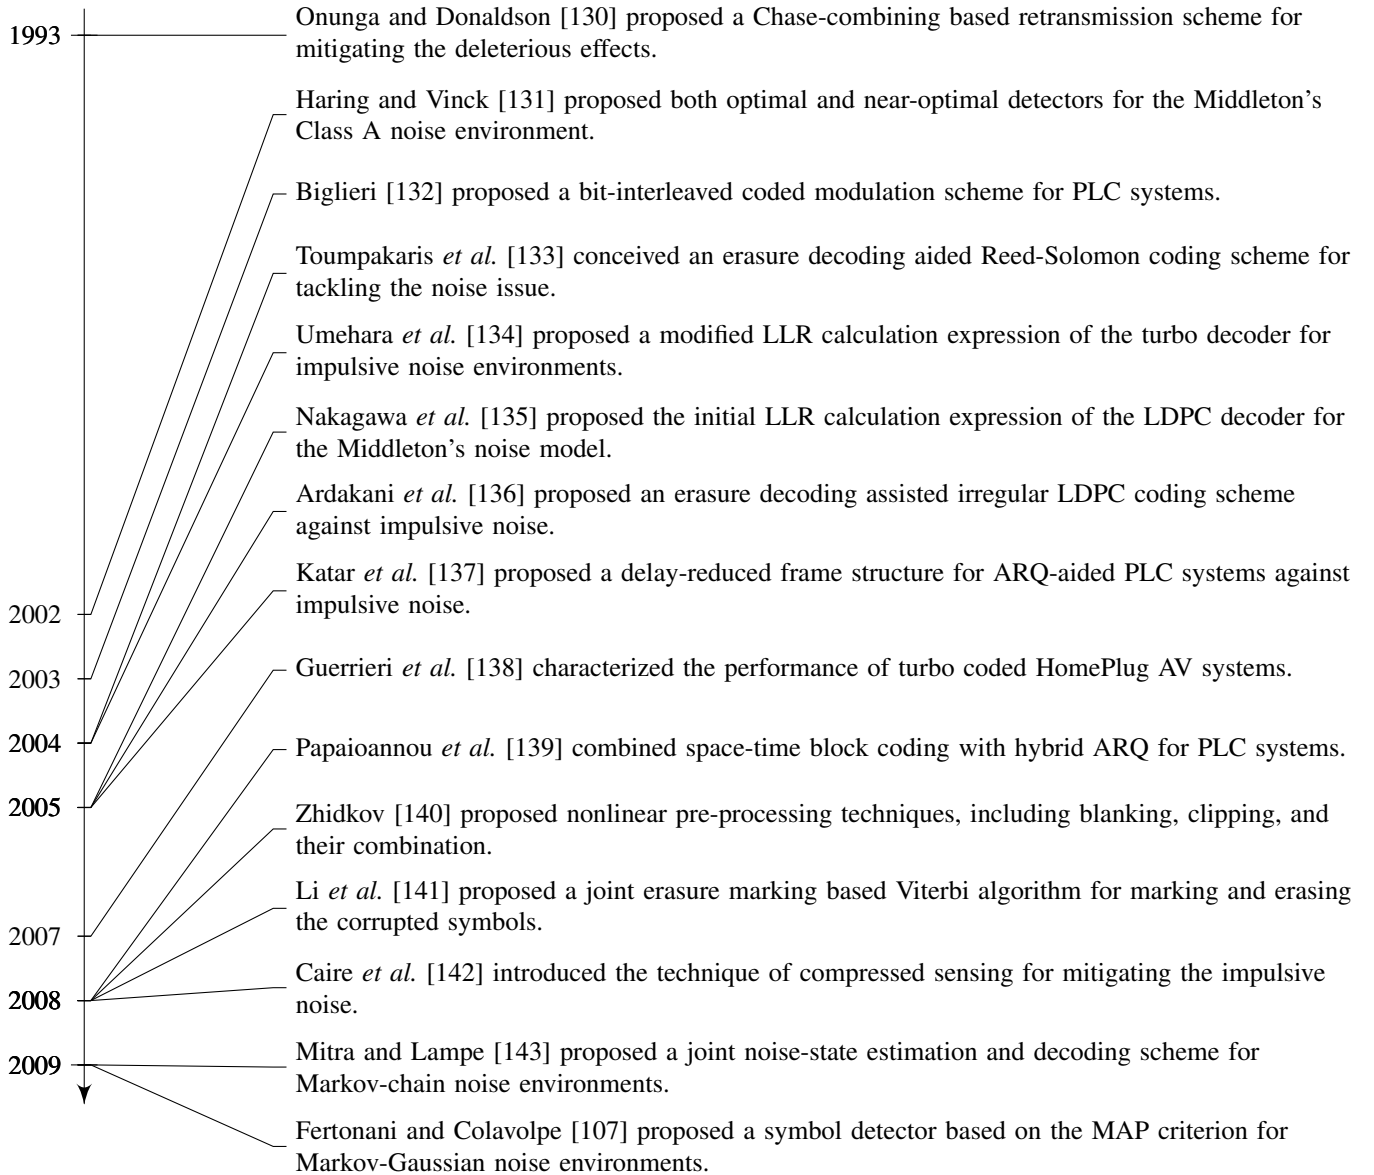 1993
Onunga and Donaldson [130] proposed a Chase-combining based retransmission scheme for
mitigating the deleterious effects.
Haring and Vinck [131] proposed both optimal and near-optimal detectors for the Middleton's
Class A noise environment.
Biglieri [132] proposed a bit-interleaved coded modulation scheme for PLC systems.
Toumpakaris et al. [133] conceived an erasure decoding aided Reed-Solomon coding scheme for
tackling the noise issue.
Umehara et al. [134] proposed a modified LLR calculation expression of the turbo decoder for
impulsive noise environments.
Nakagawa et al. [135] proposed the initial LLR calculation expression of the LDPC decoder for
the Middleton's noise model.
Ardakani et al. [136] proposed an erasure decoding assisted irregular LDPC coding scheme
against impulsive noise.
Katar et al. [137] proposed a delay-reduced frame structure for ARQ-aided PLC systems against
impulsive noise.
2002
2003
Guerrieri et al. [138] characterized the performance of turbo coded HomePlug AV systems.
2004
Papaioannou et al. [139] combined space-time block coding with hybrid ARQ for PLC systems.
2005
Zhidkov [140] proposed nonlinear pre-processing techniques, including blanking, clipping, and
their combination.
Li et al. [141] proposed a joint erasure marking based Viterbi algorithm for marking and erasing
the corrupted symbols.
2007
Caire et al. [142] introduced the technique of compressed sensing for mitigating the impulsive
noise.
2008
Mitra and Lampe [143] proposed a joint noise-state estimation and decoding scheme for
Markov-chain noise environments.
2009
Fertonani and Colavolpe [107] proposed a symbol detector based on the MAP criterion for
Markov-Gaussian noise environments.